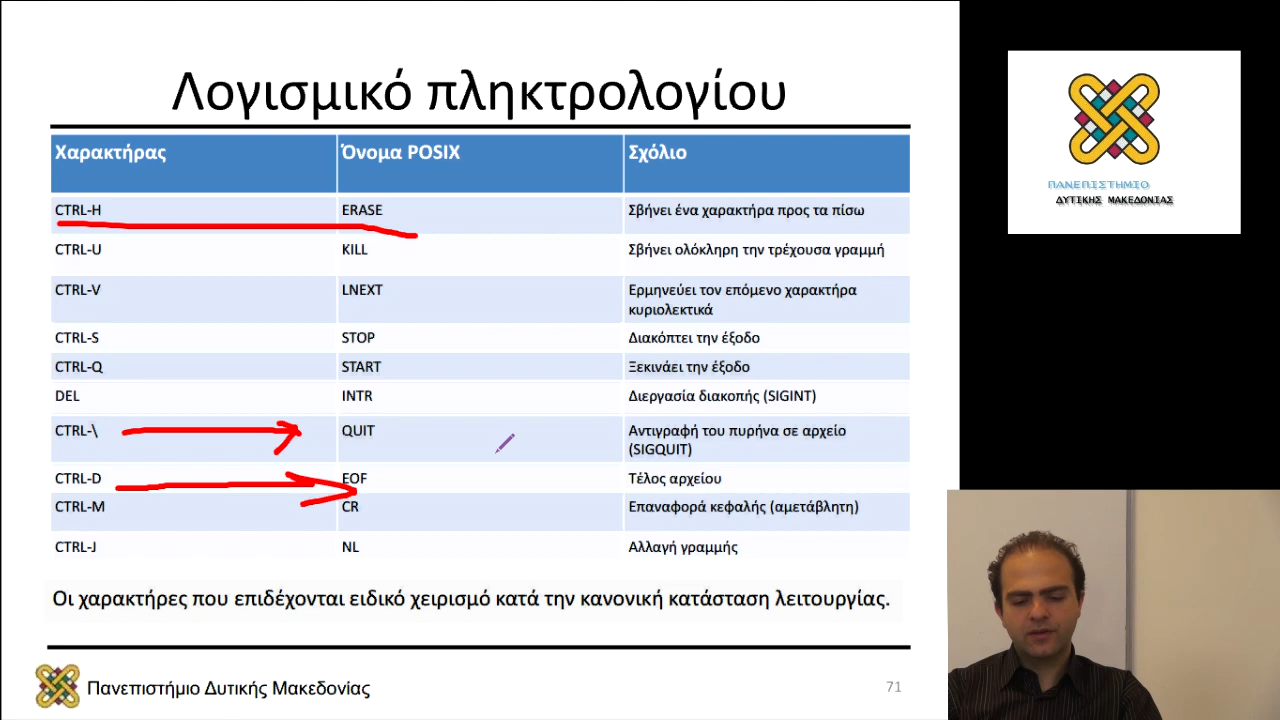 Λογισμικό πληκτρολογίου
Χαρακτήρας Όνομα POSIX Σχόλιο
CTRL-H ERASE Σβήνει ένα χαρακτήρα προς τα πίσω
CTRL-U KILL Σβήνει ολόκληρη την τρέχουσα γραμμή
CTRL-V LNEXT Ερμηνεύει τον επόμενο χαρακτήρα
κυριολεκτικά
CTRL-S STOP Διακόπτει την έξοδο
CTRL-Q START Ξεκινάει την έξοδο
DEL INTR Διεργασία διακοπής (SIGINT)
CTRL-\ QUIT Αντιγραφή του πυρήνα σε αρχείο
(SIGQUIT)
CTRL-D EOF Τέλος αρχείου
CTRL-M CR Επαναφορά κεφαλής (αμετάβλητη)
CTRL-J NL Αλλαγή γραμμής
Οι χαρακτήρες που επιδέχονται ειδικό χειρισμό κατά την κανονική κατάσταση λειτουργίας.
Πανεπιστήμιο Δυτικής Μακεδονίας
71
ΠΑΝΕΠΙΣΤΗΜΙΟ
ΔΥΤΙΚΗΣ ΜΑΚΕΔΟΝΙΑΣ